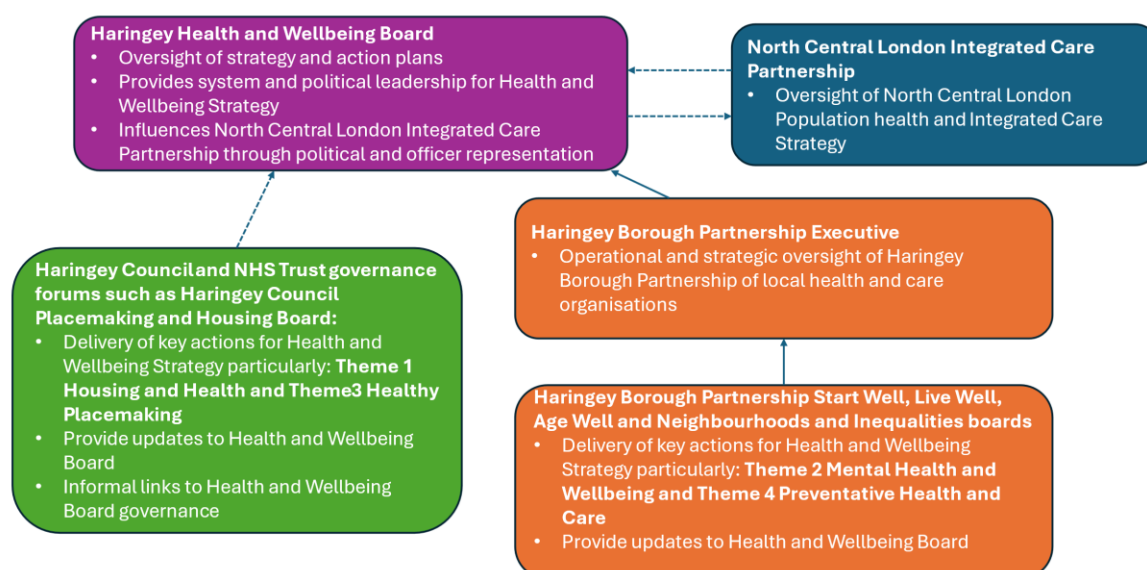 Haringey Health and Wellbeing Board
• Oversight of strategy and action plans
• Provides system and political leadership for Health and
Wellbeing Strategy
• Influences North Central London Integrated Care
Partnership through political and officer representation
North Central London Integrated Care
Partnership
• Oversight of North Central London
Population health and Integrated Care
Strategy
Haringey Council and NHS Trust governance
forums such as Haringey Council
Placemaking and Housing Board:
• Delivery of key actions for Health and
Wellbeing Strategy particularly: Theme 1
Housing and Health and Theme3 Healthy
Placemaking
• Provide updates to Health and Wellbeing
Board
• Informal links to Health and Wellbeing
Board governance
Haringey Borough Partnership Executive
• Operational and strategic oversight of Haringey
Borough Partnership of local health and care
organisations
Haringey Borough Partnership Start Well, Live Well,
Age Well and Neighbourhoods and Inequalities boards
• Delivery of key actions for Health and Wellbeing
Strategy particularly: Theme 2 Mental Health and
Wellbeing and Theme 4 Preventative Health and
Care
• Provide updates to Health and Wellbeing Board